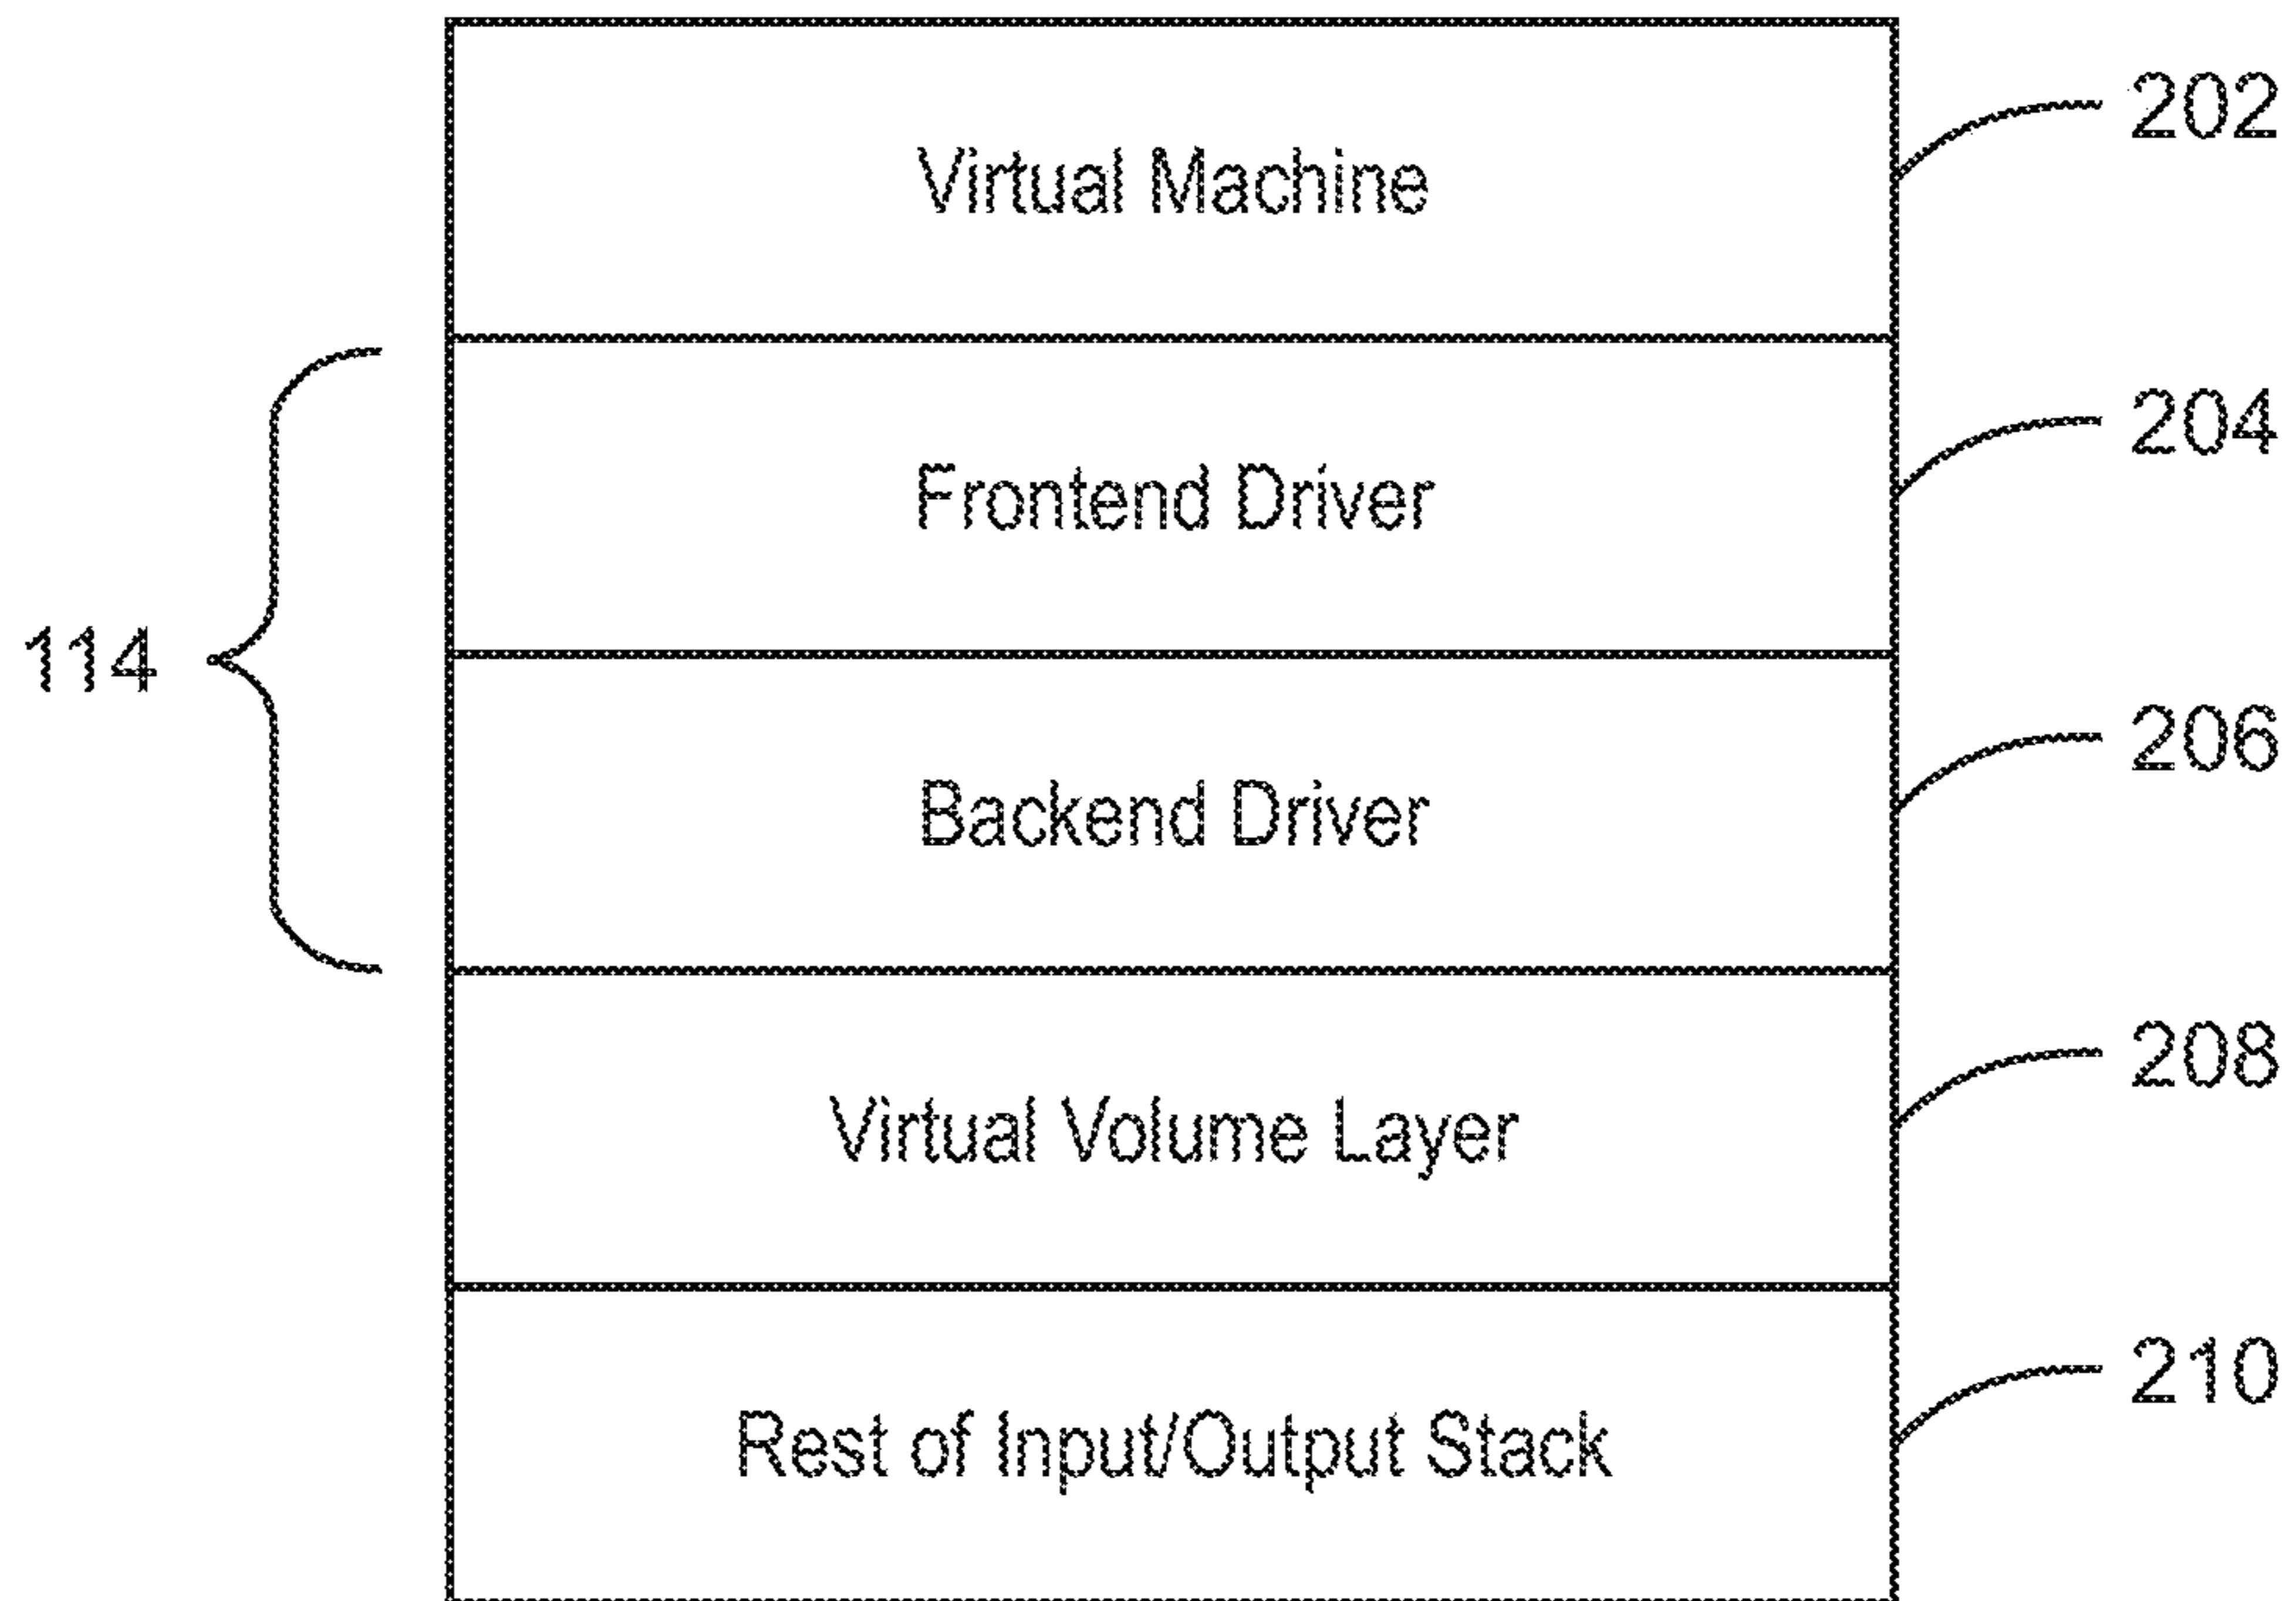 Virtual Machine
202
Frontend Driver
204
114
Backend Driver
206
Virtual Volume Layer
208
Rest of Input/Output Stack
210